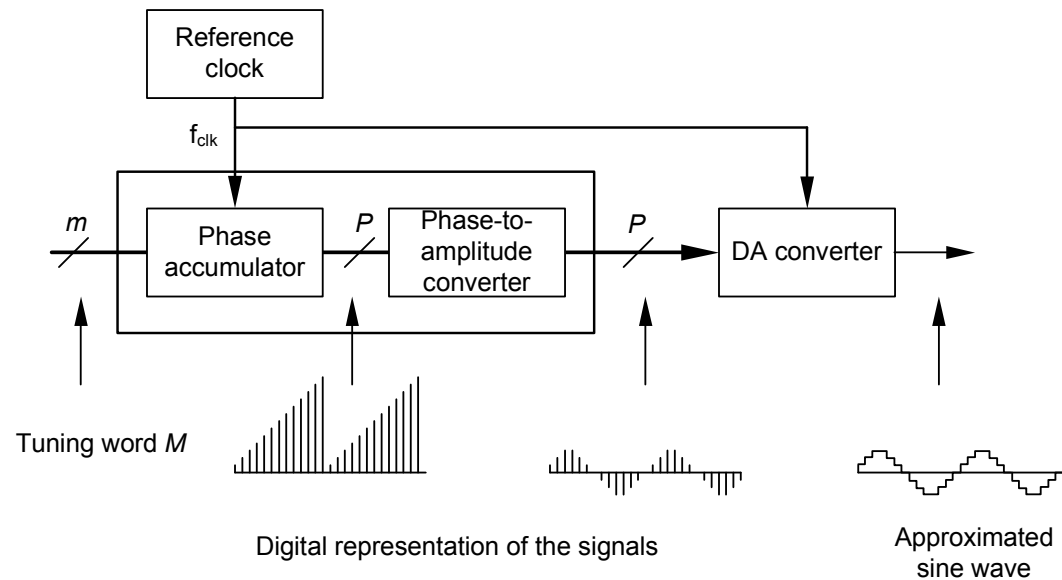 Reference
clock
f_clk
m
Phase
accumulator
P
Phase-to-
amplitude
converter
P
DA converter
Tuning word M
Digital representation of the signals
Approximated
sine wave